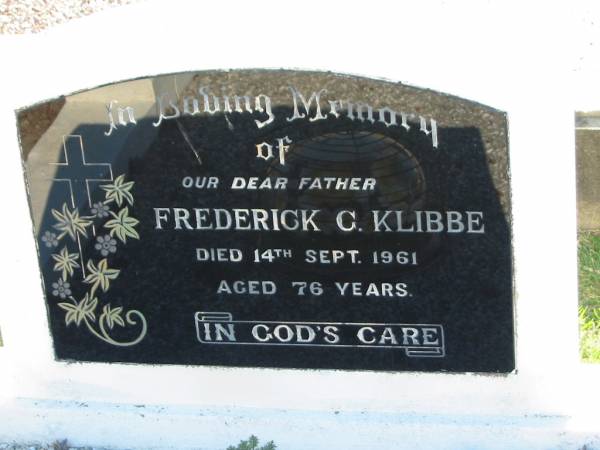 In Loving Memory
of
OUR DEAR FATHER
FREDERICK C. KLIBBE
DIED 14TH SEPT. 1961
AGED 76 YEARS.
IN GOD'S CARE